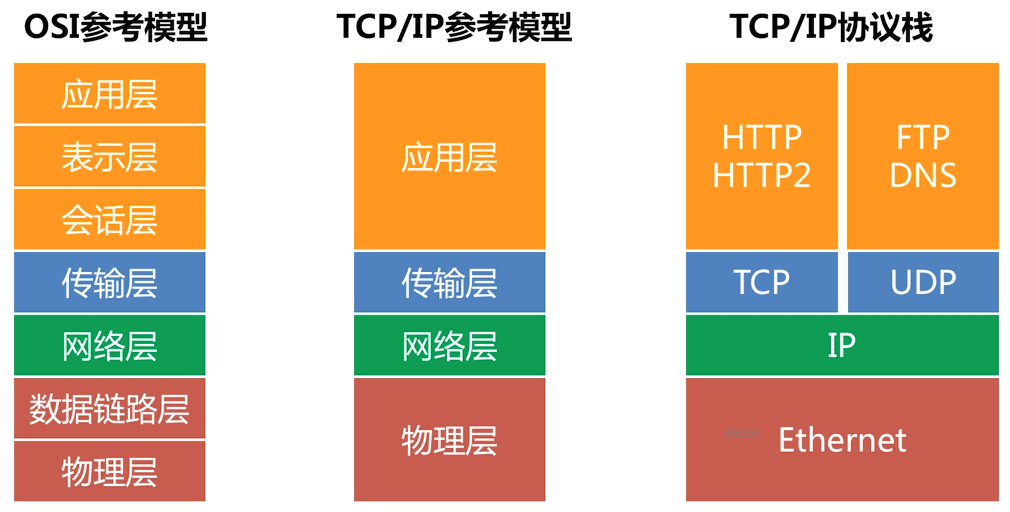 OSI参考模型
应用层
表示层
会话层
传输层
网络层
数据链路层
物理层
TCP/IP参考模型
应用层
传输层
网络层
物理层
TCP/IP协议栈
HTTP
HTTP2
FTP
DNS
TCP
UDP
IP
Ethernet